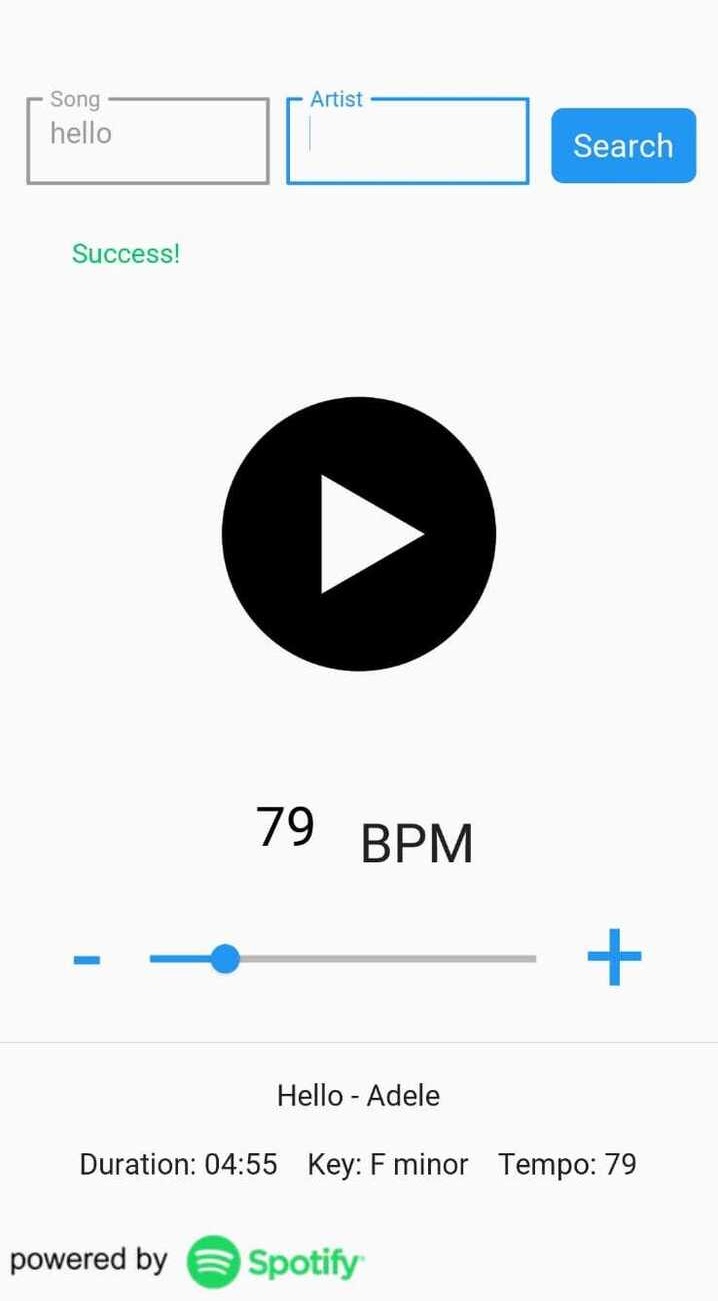 Song
hello
Artist
Search
Success!
79 BPM
- +
Hello - Adele
Duration: 04:55 Key: F minor Tempo: 79
powered by Spotify